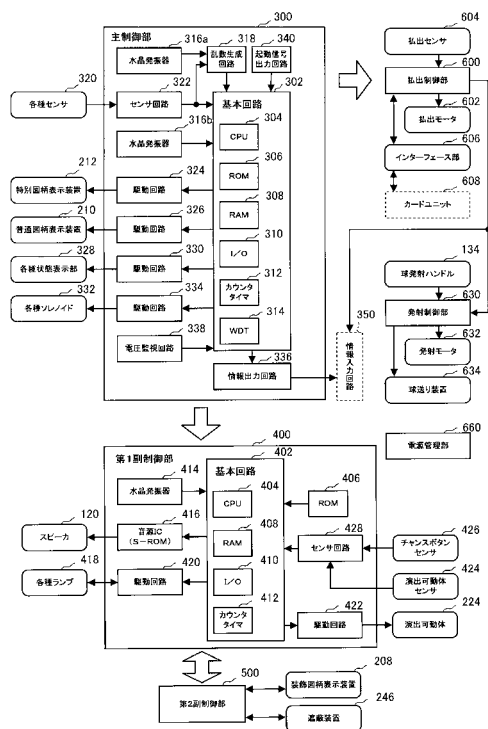 300
主制御部
316a
水晶発振器
318
乱数生成
回路
340
起動信号
出力回路
302
320
各種センサ
322
センサ回路
316b
水晶発振器
基本回路
304
CPU
306
ROM
308
RAM
310
I/O
312
カウンタ
タイマ
314
WDT
212
特別図柄表示装置
324
駆動回路
210
普通図柄表示装置
326
駆動回路
328
各種状態表示部
330
駆動回路
332
各種ソレノイド
334
駆動回路
338
電圧監視回路
336
情報出力回路
350
情報入力回路
604
払出センサ
600
払出制御部
602
払出モータ
606
インターフェース部
608
カードユニット
134
球発射ハンドル
630
発射制御部
632
発射モータ
634
球送り装置
660
電源管理部
400
第1副制御部
402
基本回路
414
水晶発振器
404
CPU
406
ROM
120
スピーカ
416
音源IC
(S-ROM)
408
RAM
428
センサ回路
426
チャンスボタン
センサ
418
各種ランプ
420
駆動回路
410
I/O
424
演出可動体
センサ
412
カウンタ
タイマ
422
駆動回路
224
演出可動体
500
第2副制御部
208
装飾図柄表示装置
246
遮蔽装置